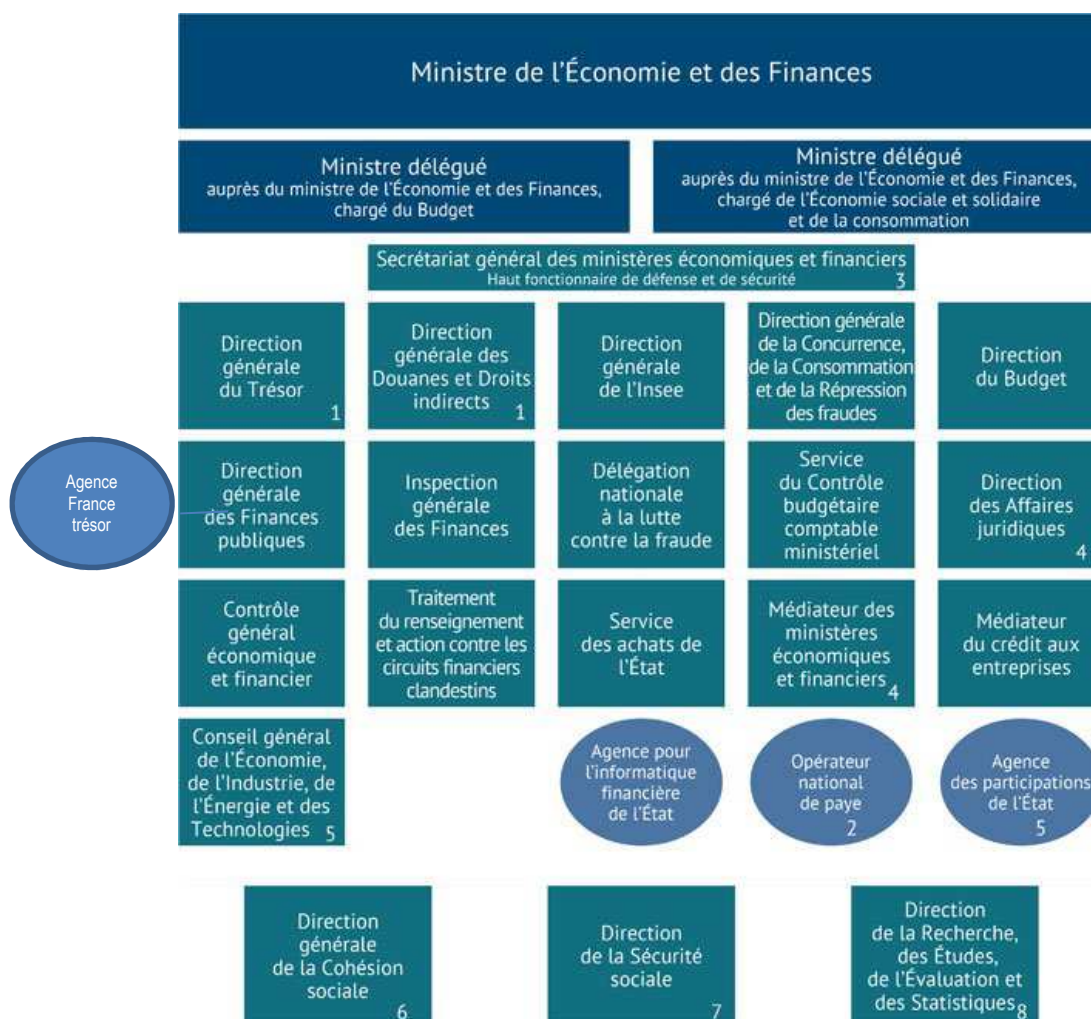 Ministre de l'Économie et des Finances
Ministre délégué
auprès du ministre de l'Économie et des Finances,
chargé du Budget
Ministre délégué
auprès du ministre de l'Économie et des Finances,
chargé de l'Économie sociale et solidaire
et de la consommation
Secrétariat général des ministères économiques et financiers
Haut fonctionnaire de défense et de sécurité
3
Direction
générale
du Trésor
1
Direction
générale des
Douanes et Droits
indirects
1
Direction
générale
de l'Insee
Direction générale
de la Concurrence,
de la Consommation
et de la Répression
des fraudes
Direction
du Budget
Agence
France
trésor
Direction
générale
des Finances
publiques
Inspection
générale
des Finances
Délégation
nationale
à la lutte
contre la fraude
Service
du Contrôle
budgétaire
comptable
ministériel
Direction
des Affaires
juridiques
4
Contrôle
général
économique
et financier
Traitement
du renseignement
et action contre les
circuits financiers
clandestins
Service
des achats de
l'État
Médiateur des
ministères
économiques
et financiers
4
Médiateur
du crédit aux
entreprises
Conseil général
de l'Économie,
de l'Industrie, de
l'Énergie et des
Technologies 5
Agence pour
l'informatique
financière
de l'État
Opérateur
national
de paye
2
Agence
des participations
de l'État
5
Direction
générale
de la Cohésion
sociale
6
Direction
de la Sécurité
sociale
7
Direction
de la Recherche,
des Études,
de l'Évaluation et
des Statistiques 8